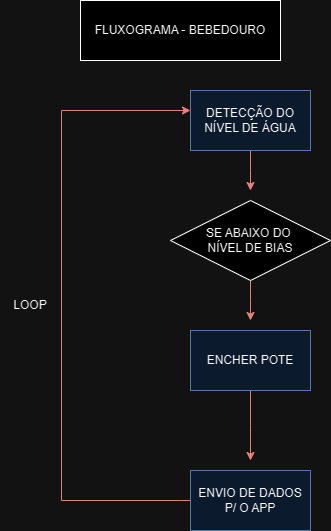 FLUXOGRAMA - BEBEDOURO
DETECÇÃO DO
NÍVEL DE ÁGUA
SE ABAIXO DO
NÍVEL DE BIAS
LOOP
ENCHER POTE
ENVIO DE DADOS
P/ O APP